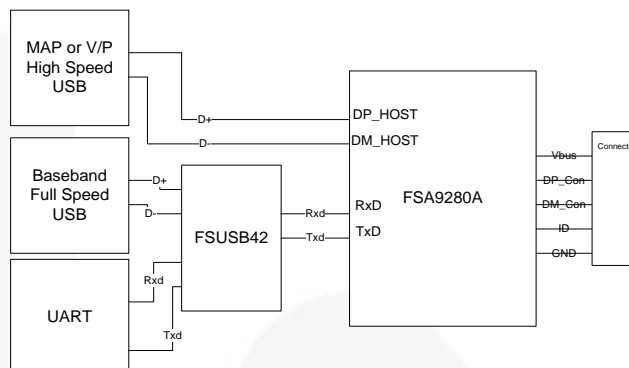 MAP or V/P
High Speed
USB
D+
D-
DP_HOST
DM_HOST
Baseband
Full Speed
USB
D+
D-
FSUSB42
Rxd
Txd
RxD
TxD
FSA9280A
Vbus
DP_Con
DM_Con
ID
GND
UART
Rxd
Txd